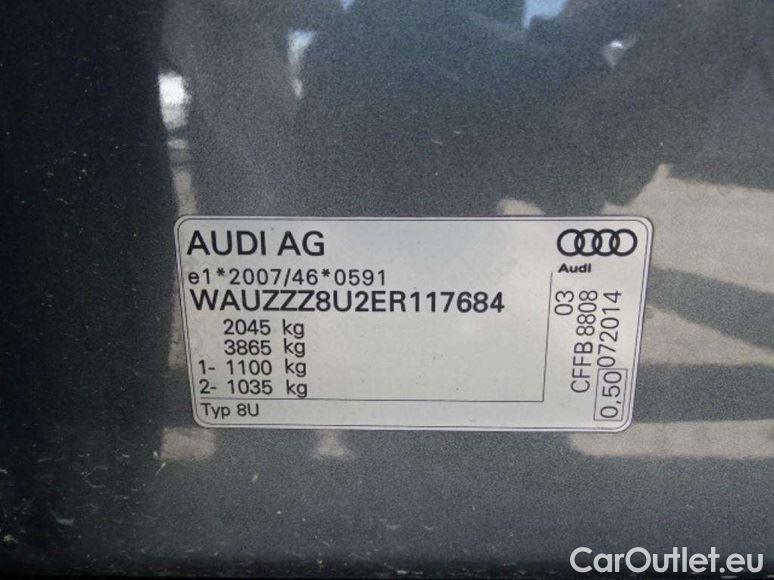 AUDI AG
Audi
e1*2007/46*0591
WAUZZZ8U2ER117684
2045 kg
3865 kg
1- 1100 kg
2- 1035 kg
Typ 8U
03
CFFB 8808
0,50 072014
CarOutlet.eu